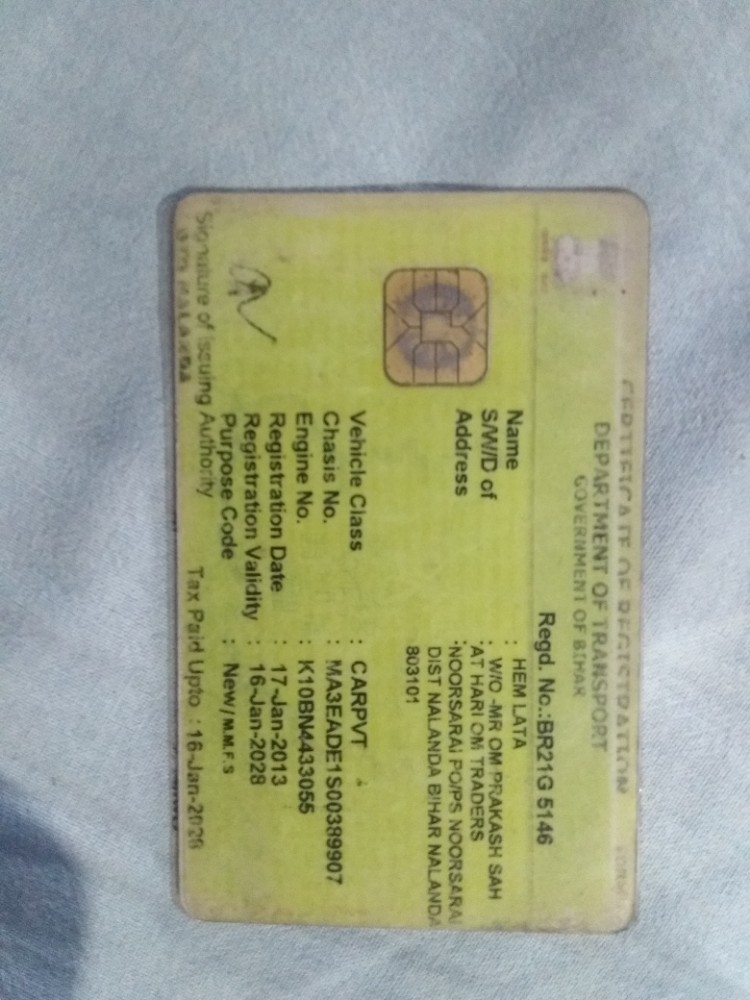 CERTIFICATE OF REGISTRATION
DEPARTMENT OF TRANSPORT
GOVERNMENT OF BIHAR
Regd. No.:BR21G 5146
Name : HEM LATA
S/W/D of : W/O -MR OM PRAKASH SAH
Address : AT HARI OM TRADERS
NOORSARAI PO/PS NOORSARAI
DIST NALANDA BIHAR NALANDA
803101
Vehicle Class : CARPVT
Chasis No. : MA3EADE1S00389907
Engine No. : K10BN4433055
Registration Date : 17-Jan-2013
Registration Validity : 16-Jan-2028
Purpose Code : New/M.M.F.S
Signature of Issuing Authority Tax Paid Upto : 16-Jan-2028